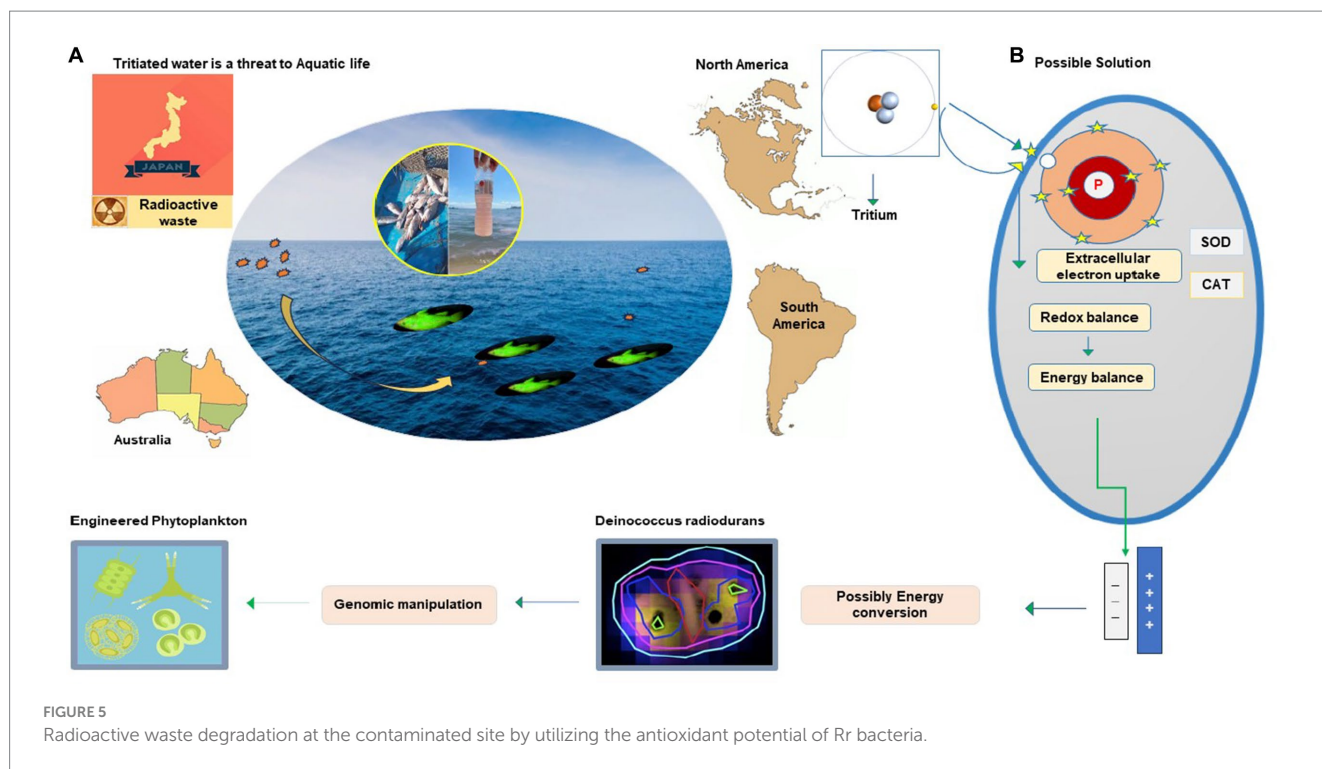 A
Tritiated water is a threat to Aquatic life
JAPAN
Radioactive
waste
Australia
North America
Tritium
South
America
B
Possible Solution
P
SOD
Extracellular
electron uptake
CAT
Redox balance
Energy balance
Engineered Phytoplankton
Genomic manipulation
Deinococcus radiodurans
Possibly Energy
conversion
FIGURE 5
Radioactive waste degradation at the contaminated site by utilizing the antioxidant potential of Rr bacteria.